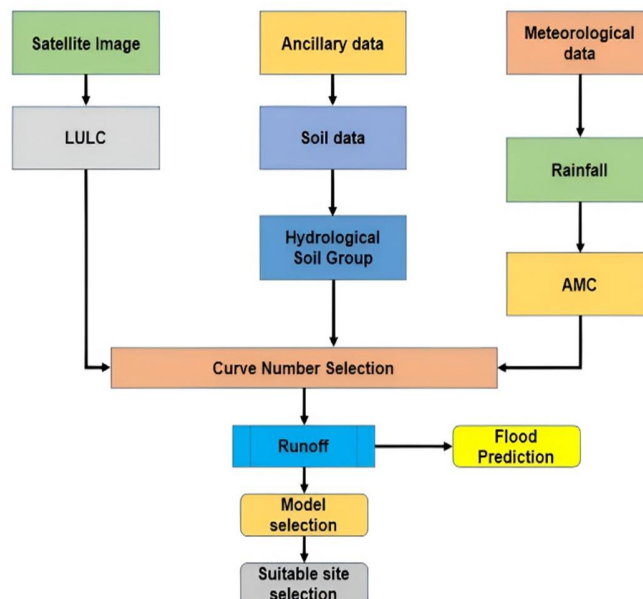 Satellite Image
Ancillary data
Meteorological
data
LULC
Soil data
Rainfall
Hydrological
Soil Group
AMC
Curve Number Selection
Runoff
Flood
Prediction
Model
selection
Suitable site
selection